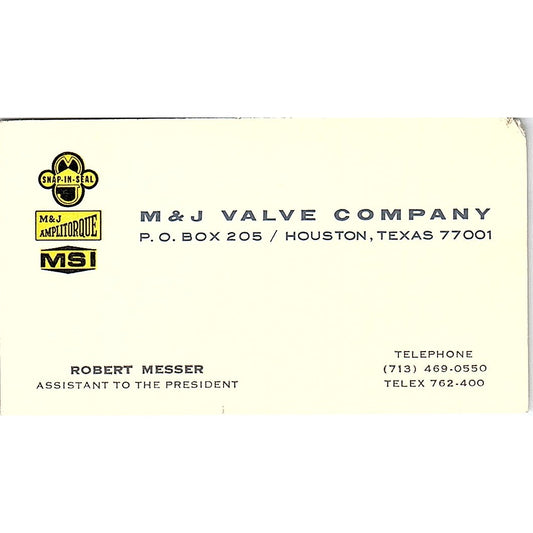 SNAP-IN-SEAL
M&J
AMPLITORQUE
MSI
M & J VALVE COMPANY
P. O. BOX 205 / HOUSTON, TEXAS 77001
ROBERT MESSER
ASSISTANT TO THE PRESIDENT
TELEPHONE
(713) 469-0550
TELEX 762-400